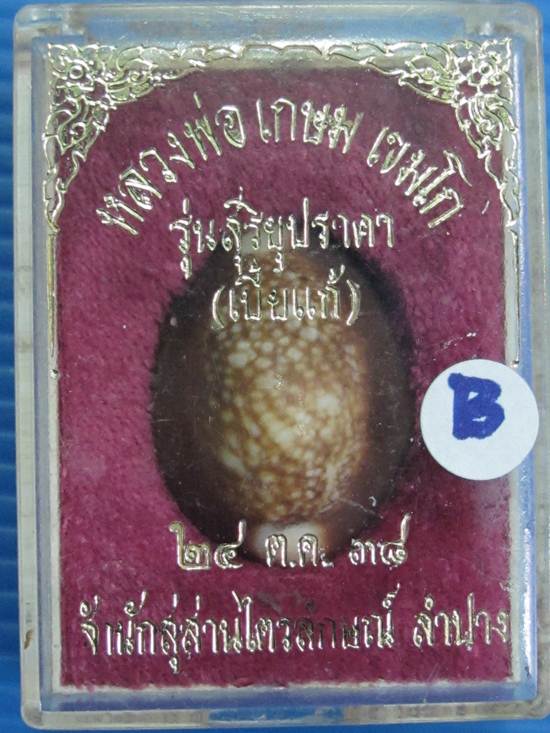 หลวงพ่อ เกษม เขมโก
รุ่นสุริยุปราคา
(เบี้ยแก้)
B
๒๔ ต.ค. ๓๘
สำนักสุสานไตรลักษณ์ ลำปาง